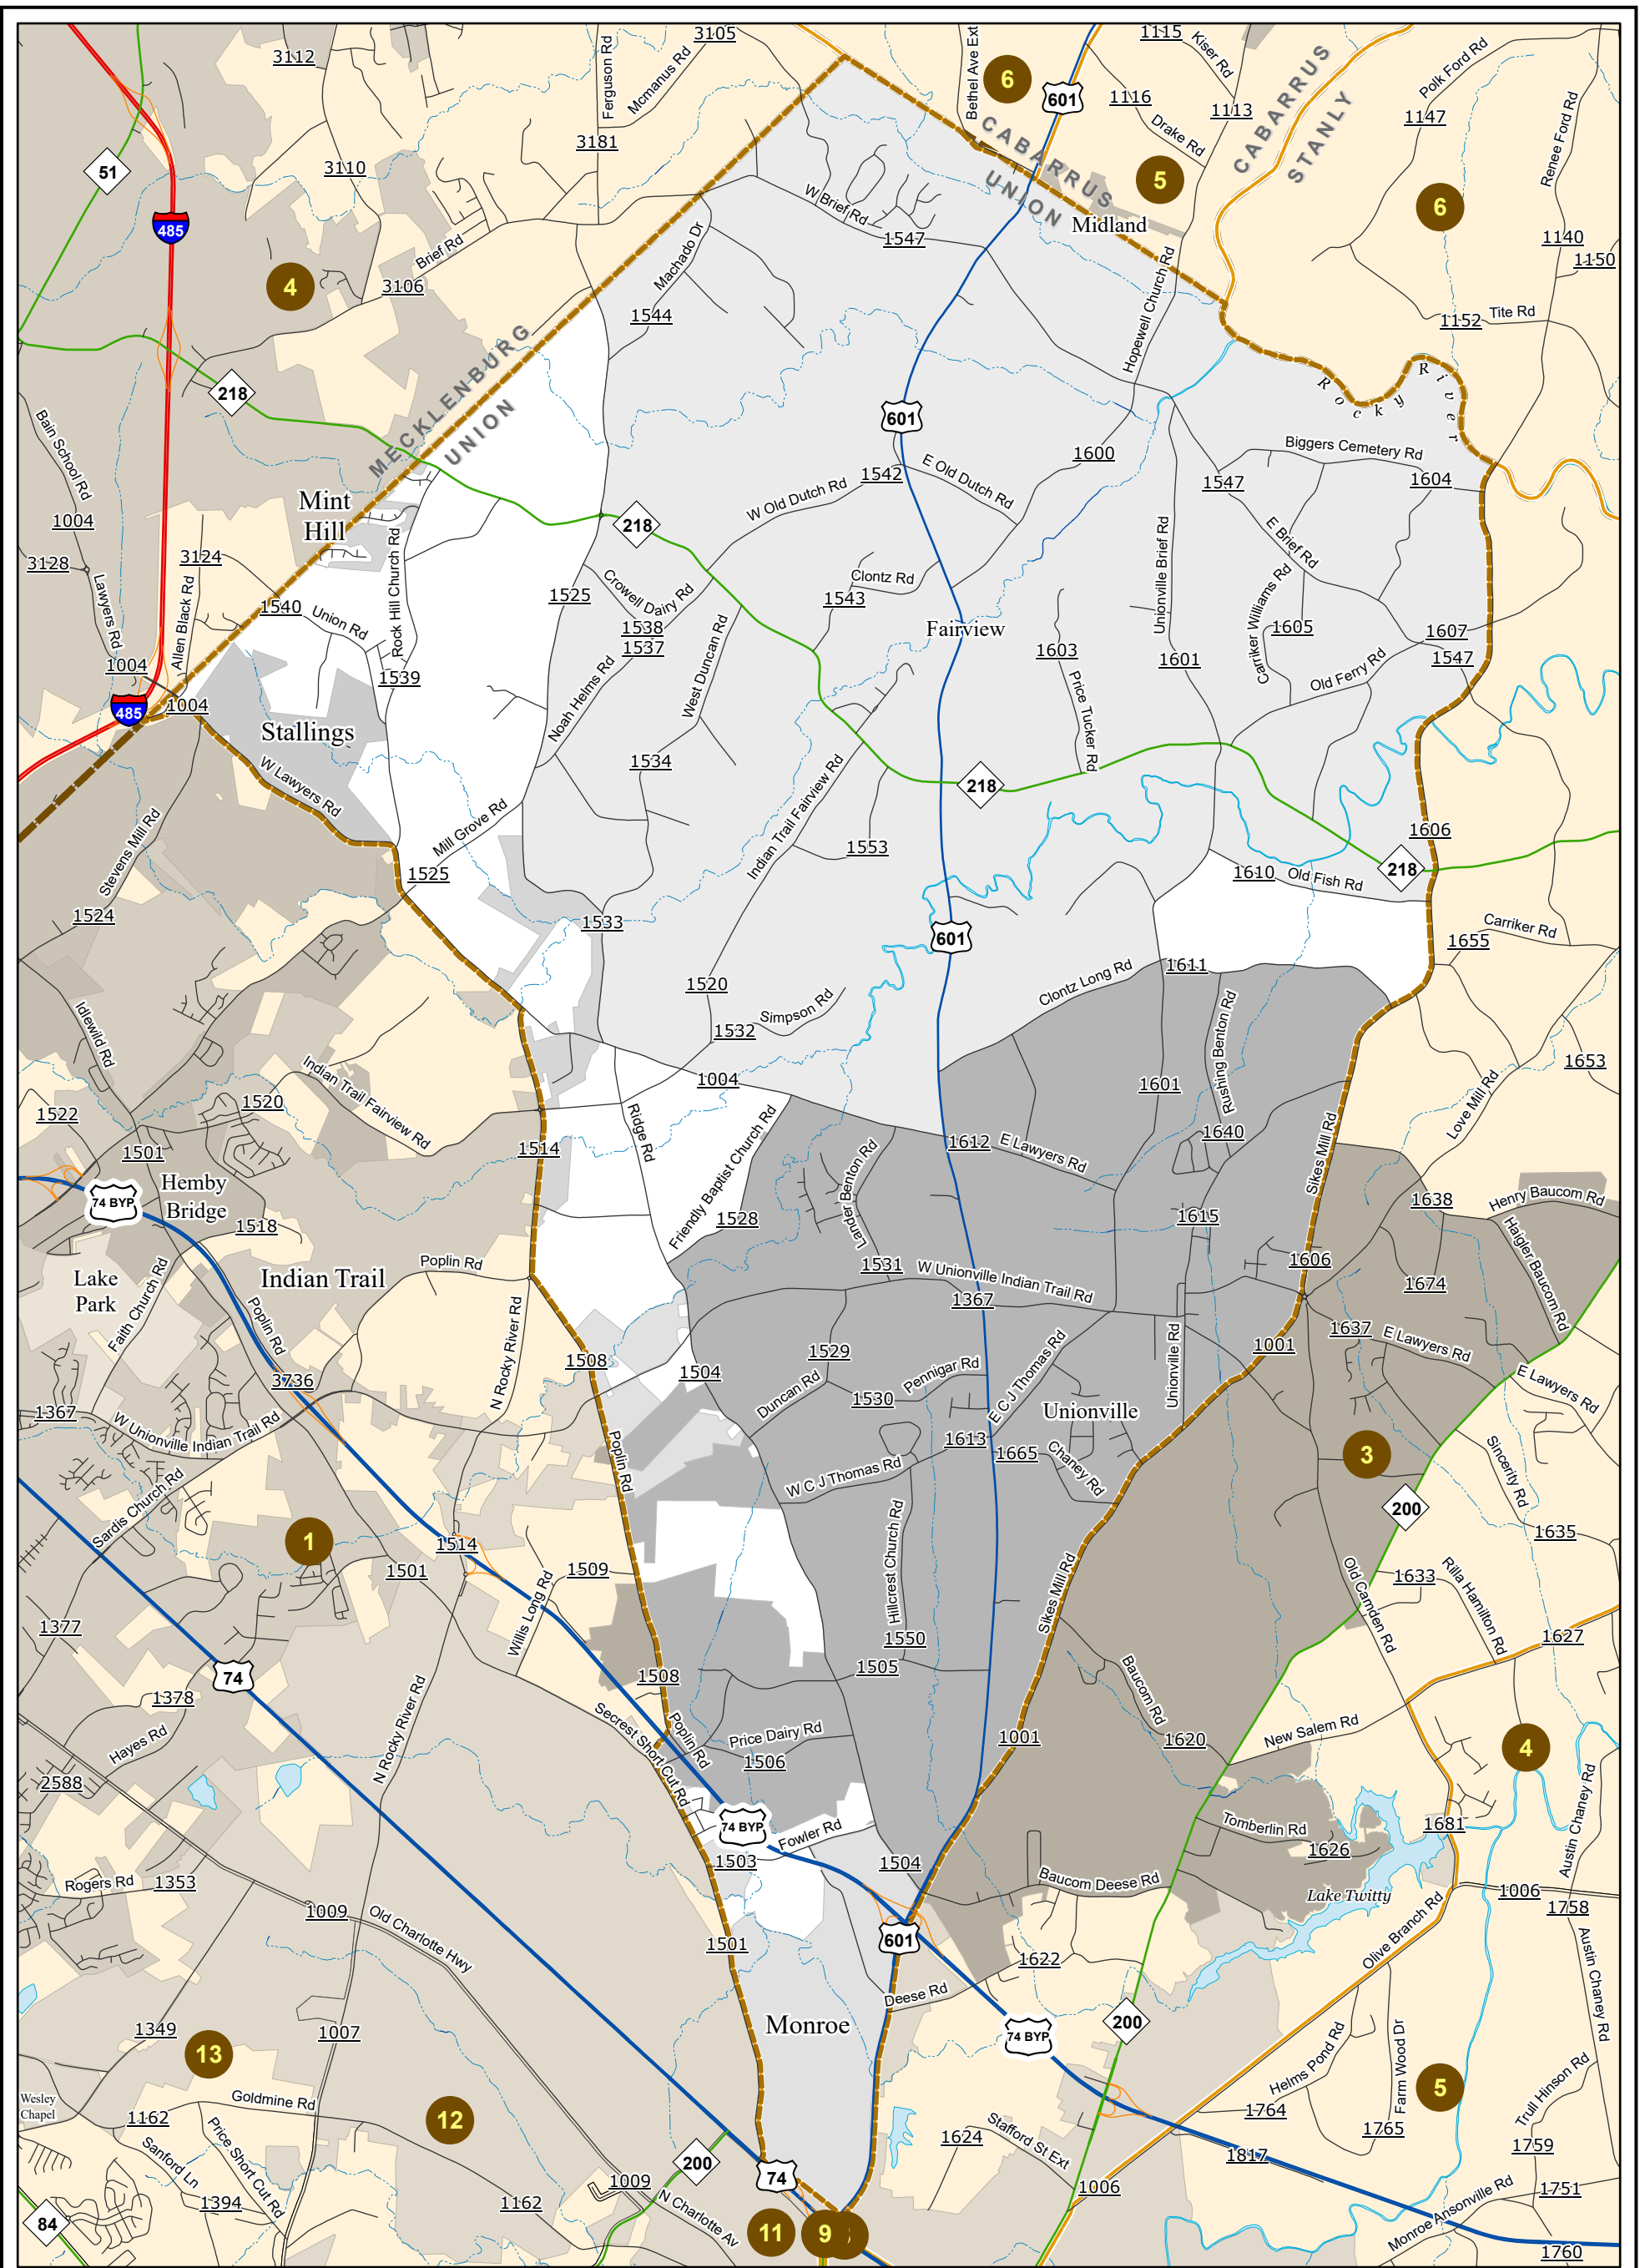 3112
3105
Ferguson Rd
Mcmanus Rd
3181
3110
51
485
4
Brief Rd
3106
218
MECKLENBURG
UNION
Bethel Ave Ext
6
601
1115
Kiser Rd
1116
1113
Drake Rd
CABARRUS
STANLY
Polk Ford Rd
1147
Renee Ford Rd
CABARRUS
UNION
5
6
Midland
1140
1150
1152
Tite Rd
W Brief Rd
1547
Machado Dr
1544
Hopewell Church Rd
Rocky River
601
1600
Biggers Cemetery Rd
1547
1604
Bain School Rd
1004
3128
Lawyers Rd
3124
Allen Black Rd
Mint
Hill
1540
Union Rd
Rock Hill Church Rd
1539
1004
485
1004
Stallings
218
W Old Dutch Rd
1542
E Old Dutch Rd
1525
Crowell Dairy Rd
1538
1537
Noah Helms Rd
West Duncan Rd
Clontz Rd
1543
Fairview
1603
Price Tucker Rd
Unionville Brief Rd
1601
E Brief Rd
Carriker Williams Rd
1605
Old Ferry Rd
1607
1547
1534
Indian Trail Fairview Rd
218
1553
1606
218
1610
Old Fish Rd
W Lawyers Rd
Mill Grove Rd
1525
Stevens Mill Rd
1524
1533
601
Carriker Rd
1655
1611
Clontz Long Rd
1520
1532
Simpson Rd
Rushing Benton Rd
1601
1640
1653
Love Mill Rd
Idlewild Rd
Indian Trail Fairview Rd
1520
1522
1501
1004
1514
Ridge Rd
Friendly Baptist Church Rd
1528
1612
E Lawyers Rd
Lander Benton Rd
1531
1615
Sikes Mill Rd
1606
1638
Henry Baucom Rd
Haigler Baucom Rd
1674
74 BYP
Hemby
Bridge
1518
Lake
Park
Faith Church Rd
Poplin Rd
Indian Trail
Poplin Rd
N Rocky River Rd
W Unionville Indian Trail Rd
1367
1637
E Lawyers Rd
E Lawyers Rd
1001
1508
1504
1529
Duncan Rd
1530
Pennigar Rd
E C J Thomas Rd
Unionville
Unionville Rd
3736
1367
W Unionville Indian Trail Rd
Sardis Church Rd
Poplin Rd
1613
1665
Chaney Rd
W C J Thomas Rd
3
Sincerity Rd
200
1635
1
1514
1501
1509
Willis Long Rd
Hillcrest Church Rd
1550
1505
Sikes Mill Rd
Old Camden Rd
1633
Rilla Hamilton Rd
1627
1377
74
1378
Hayes Rd
2588
N Rocky River Rd
1508
Secrest Short Cut Rd
Poplin Rd
Price Dairy Rd
1506
1001
Baucom Rd
1620
New Salem Rd
4
74 BYP
Fowler Rd
1503
1504
Baucom Deese Rd
Tomberlin Rd
1626
Lake Twitty
1681
Austin Chaney Rd
Rogers Rd
1353
1009
Old Charlotte Hwy
1501
601
1622
Deese Rd
Olive Branch Rd
1006
1758
Austin Chaney Rd
Monroe
74 BYP
200
1349
1007
13
Wesley
Chapel
Goldmine Rd
1162
Price Short Cut Rd
Sanford Ln
1394
84
12
1162
1009
200
N Charlotte Av
74
11
9
1624
Stafford St Ext
1006
Helms Pond Rd
1764
Farm Wood Dr
1765
5
Trull Hinson Rd
1759
1817
1751
Monroe Ansonville Rd
1760